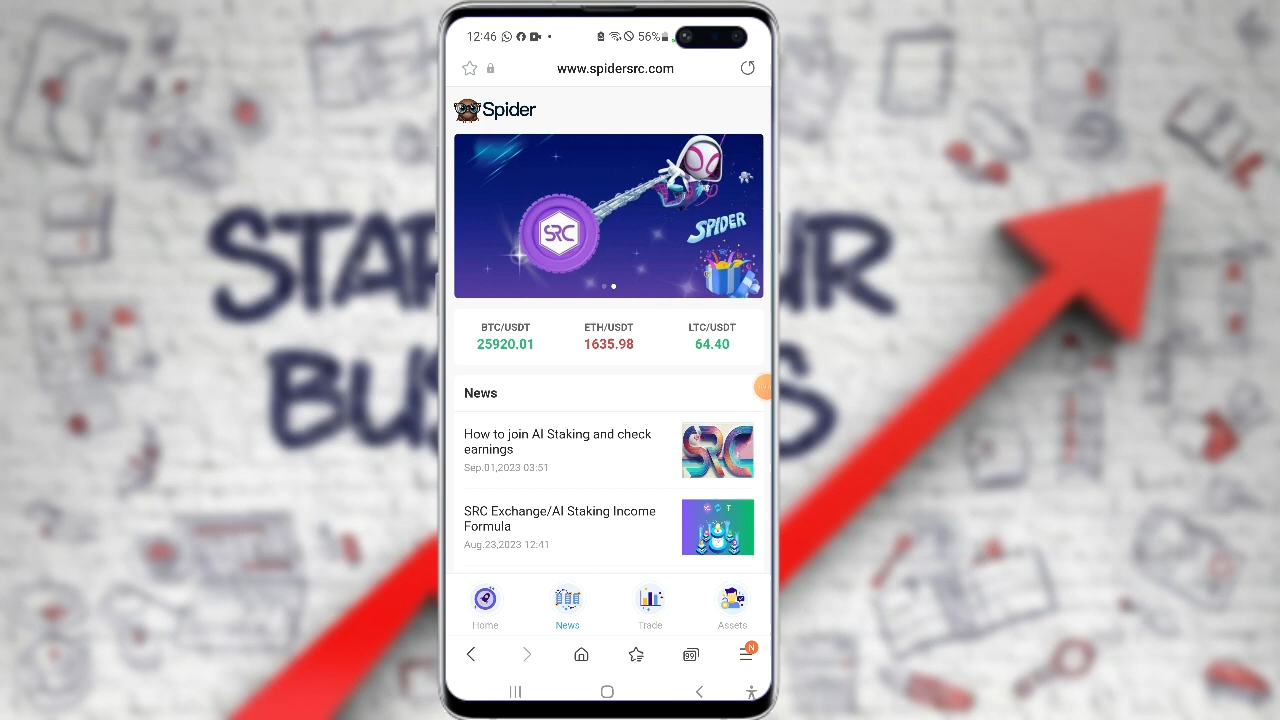 12:46
56%
www.spidersrc.com
Spider
SRC
SPIDER
BTC/USDT
ETH/USDT
LTC/USDT
25920.01
1635.98
64.40
News
How to join AI Staking and check
earnings
Sep.01,2023 03:51
SRC
SRC Exchange/AI Staking Income
Formula
Aug.23,2023 12:41
Home
News
Trade
Assets
89
N